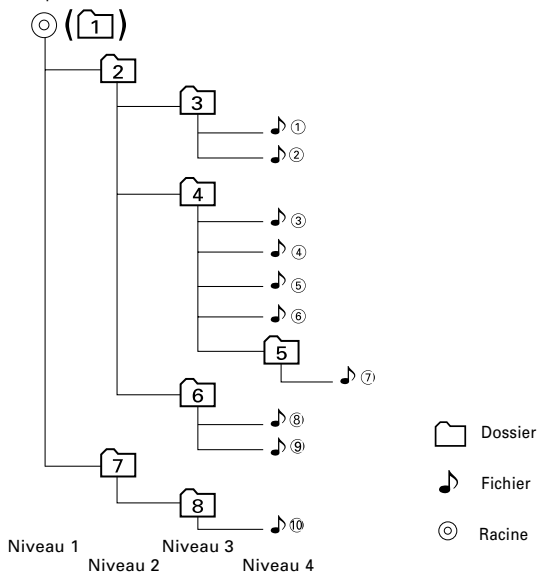 (1)
2
3
①
②
4
③
④
⑤
⑥
5
⑦
6
⑧
⑨
7
8
⑩
Dossier
Fichier
Racine
Niveau 1
Niveau 2
Niveau 3
Niveau 4